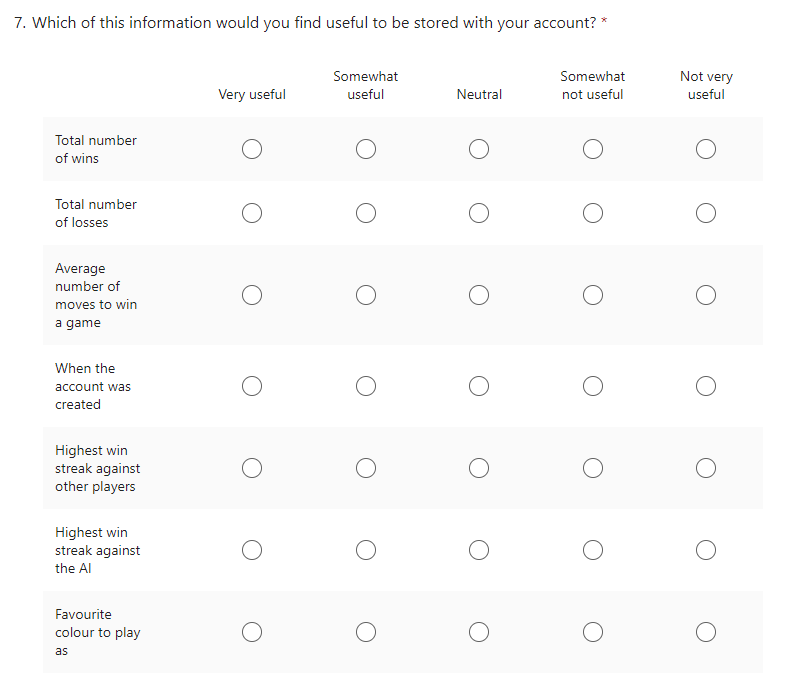 7. Which of this information would you find useful to be stored with your account? *
Somewhat
Somewhat
Not very
Very useful
useful
Neutral
not useful
useful
Total number
of wins
Total number
of losses
Average
number of
moves to win
a game
When the
account was
created
Highest win
streak against
other players
Highest win
streak against
the AI
Favourite
colour to play
as